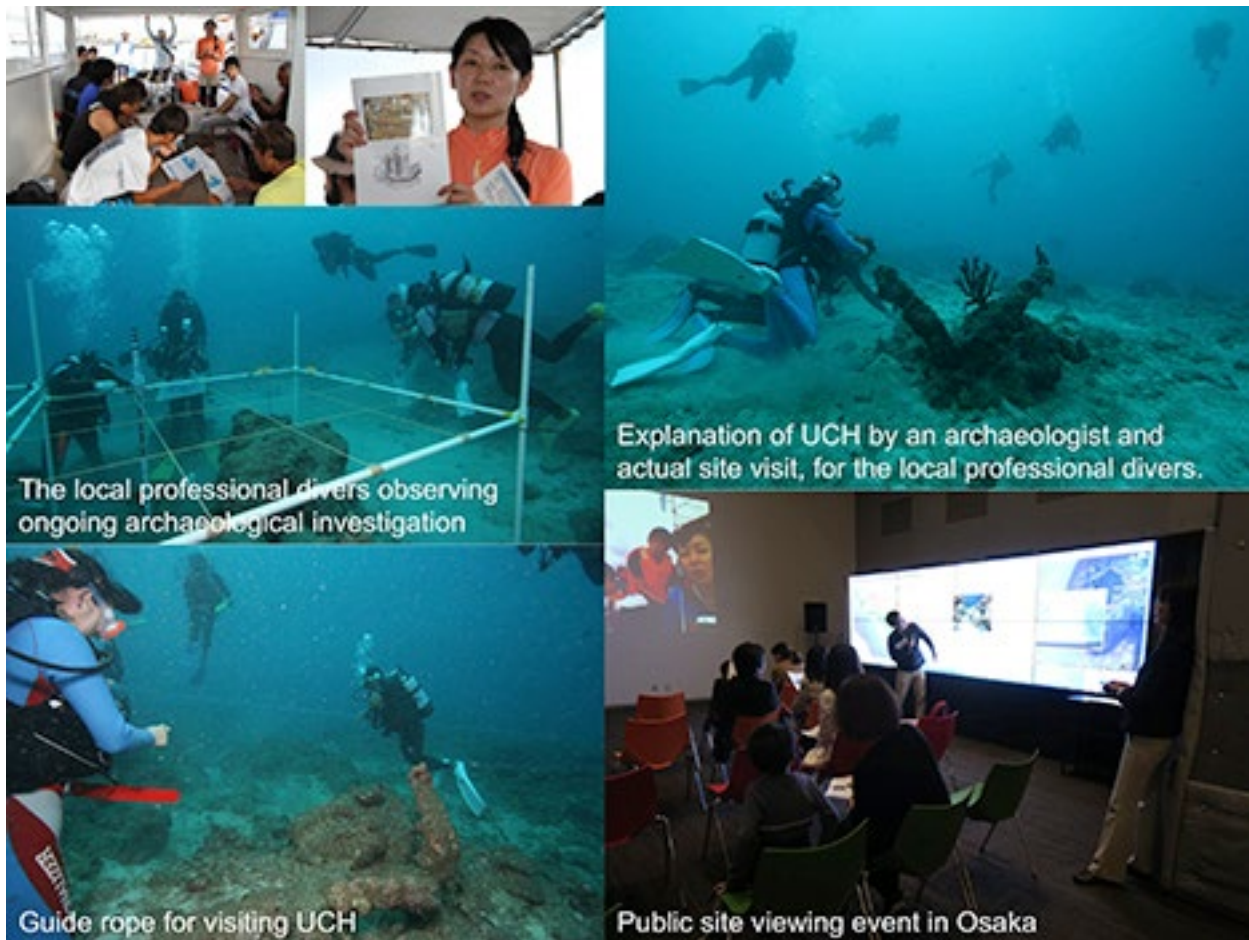 The local professional divers observing
ongoing archaeological investigation
Explanation of UCH by an archaeologist and
actual site visit, for the local professional divers.
Guide rope for visiting UCH
Public site viewing event in Osaka